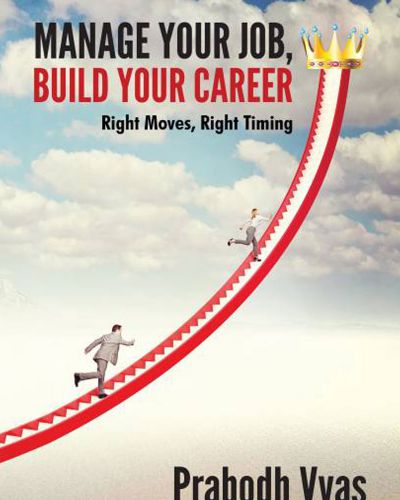 MANAGE YOUR JOB,
BUILD YOUR CAREER
Right Moves, Right Timing
Prabodh Vyas